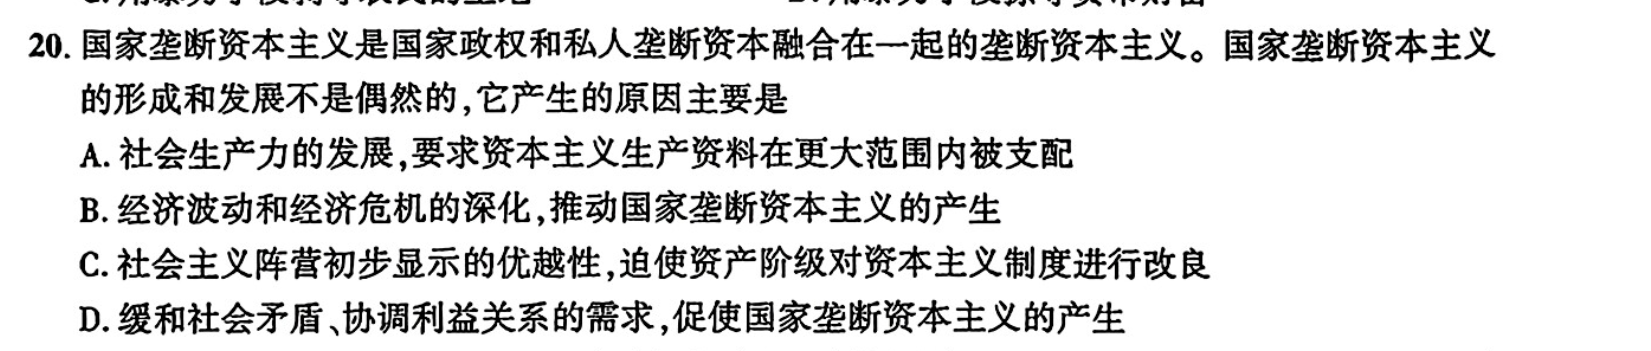 20. 国家垄断资本主义是国家政权和私人垄断资本融合在一起的垄断资本主义。国家垄断资本主义
的形成和发展不是偶然的,它产生的原因主要是
A. 社会生产力的发展,要求资本主义生产资料在更大范围内被支配
B. 经济波动和经济危机的深化,推动国家垄断资本主义的产生
C. 社会主义阵营初步显示的优越性,迫使资产阶级对资本主义制度进行改良
D. 缓和社会矛盾、协调利益关系的需求,促使国家垄断资本主义的产生